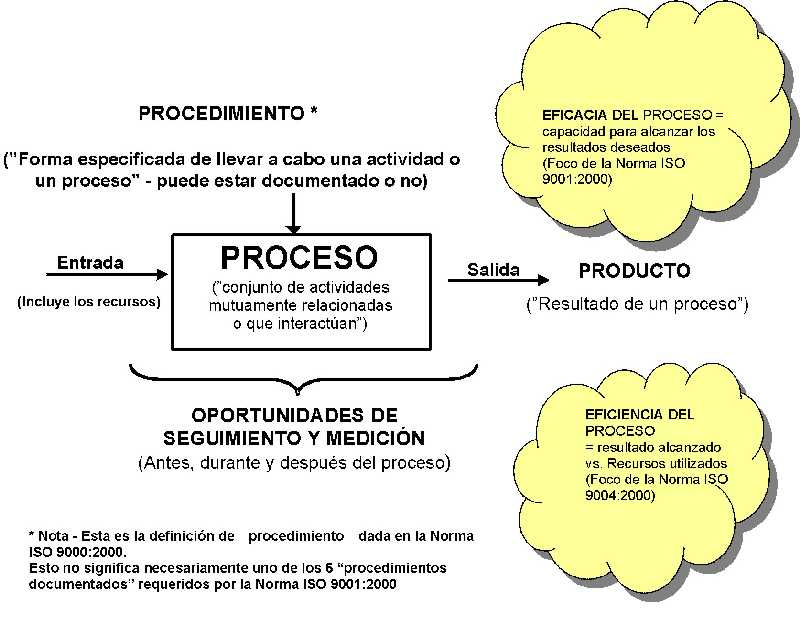 PROCEDIMIENTO *
("Forma especificada de llevar a cabo una actividad o
un proceso" - puede estar documentado o no)
EFICACIA DEL PROCESO =
capacidad para alcanzar los
resultados deseados
(Foco de la Norma ISO
9001:2000)
Entrada
(Incluye los recursos)
PROCESO
("conjunto de actividades
mutuamente relacionadas
o que interactúan")
Salida
PRODUCTO
("Resultado de un proceso")
OPORTUNIDADES DE
SEGUIMIENTO Y MEDICIÓN
(Antes, durante y después del proceso)
EFICIENCIA DEL
PROCESO
= resultado alcanzado
vs. Recursos utilizados
(Foco de la Norma ISO
9004:2000)
* Nota - Esta es la definición de procedimiento dada en la Norma
ISO 9000:2000.
Esto no significa necesariamente uno de los 6 "procedimientos
documentados" requeridos por la Norma ISO 9001:2000